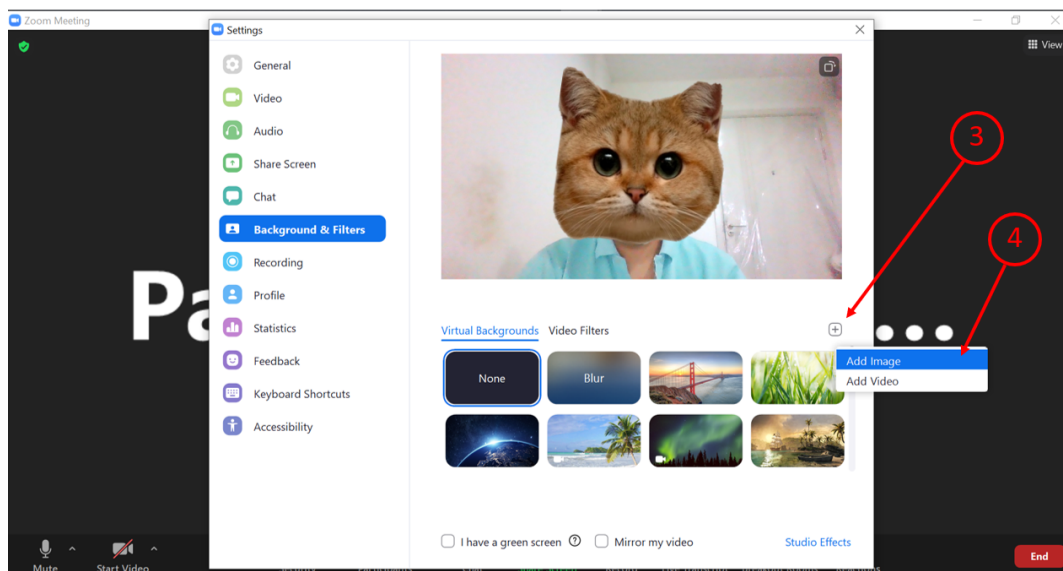 Zoom Meeting
Settings
View
General
Video
Audio
Share Screen
Chat
Background & Filters
Recording
Profile
Statistics
Feedback
Keyboard Shortcuts
Accessibility
3
4
Pa
Virtual Backgrounds Video Filters
Add Image
Add Video
None
Blur
I have a green screen
Mirror my video
Studio Effects
Mute
Start Video
End